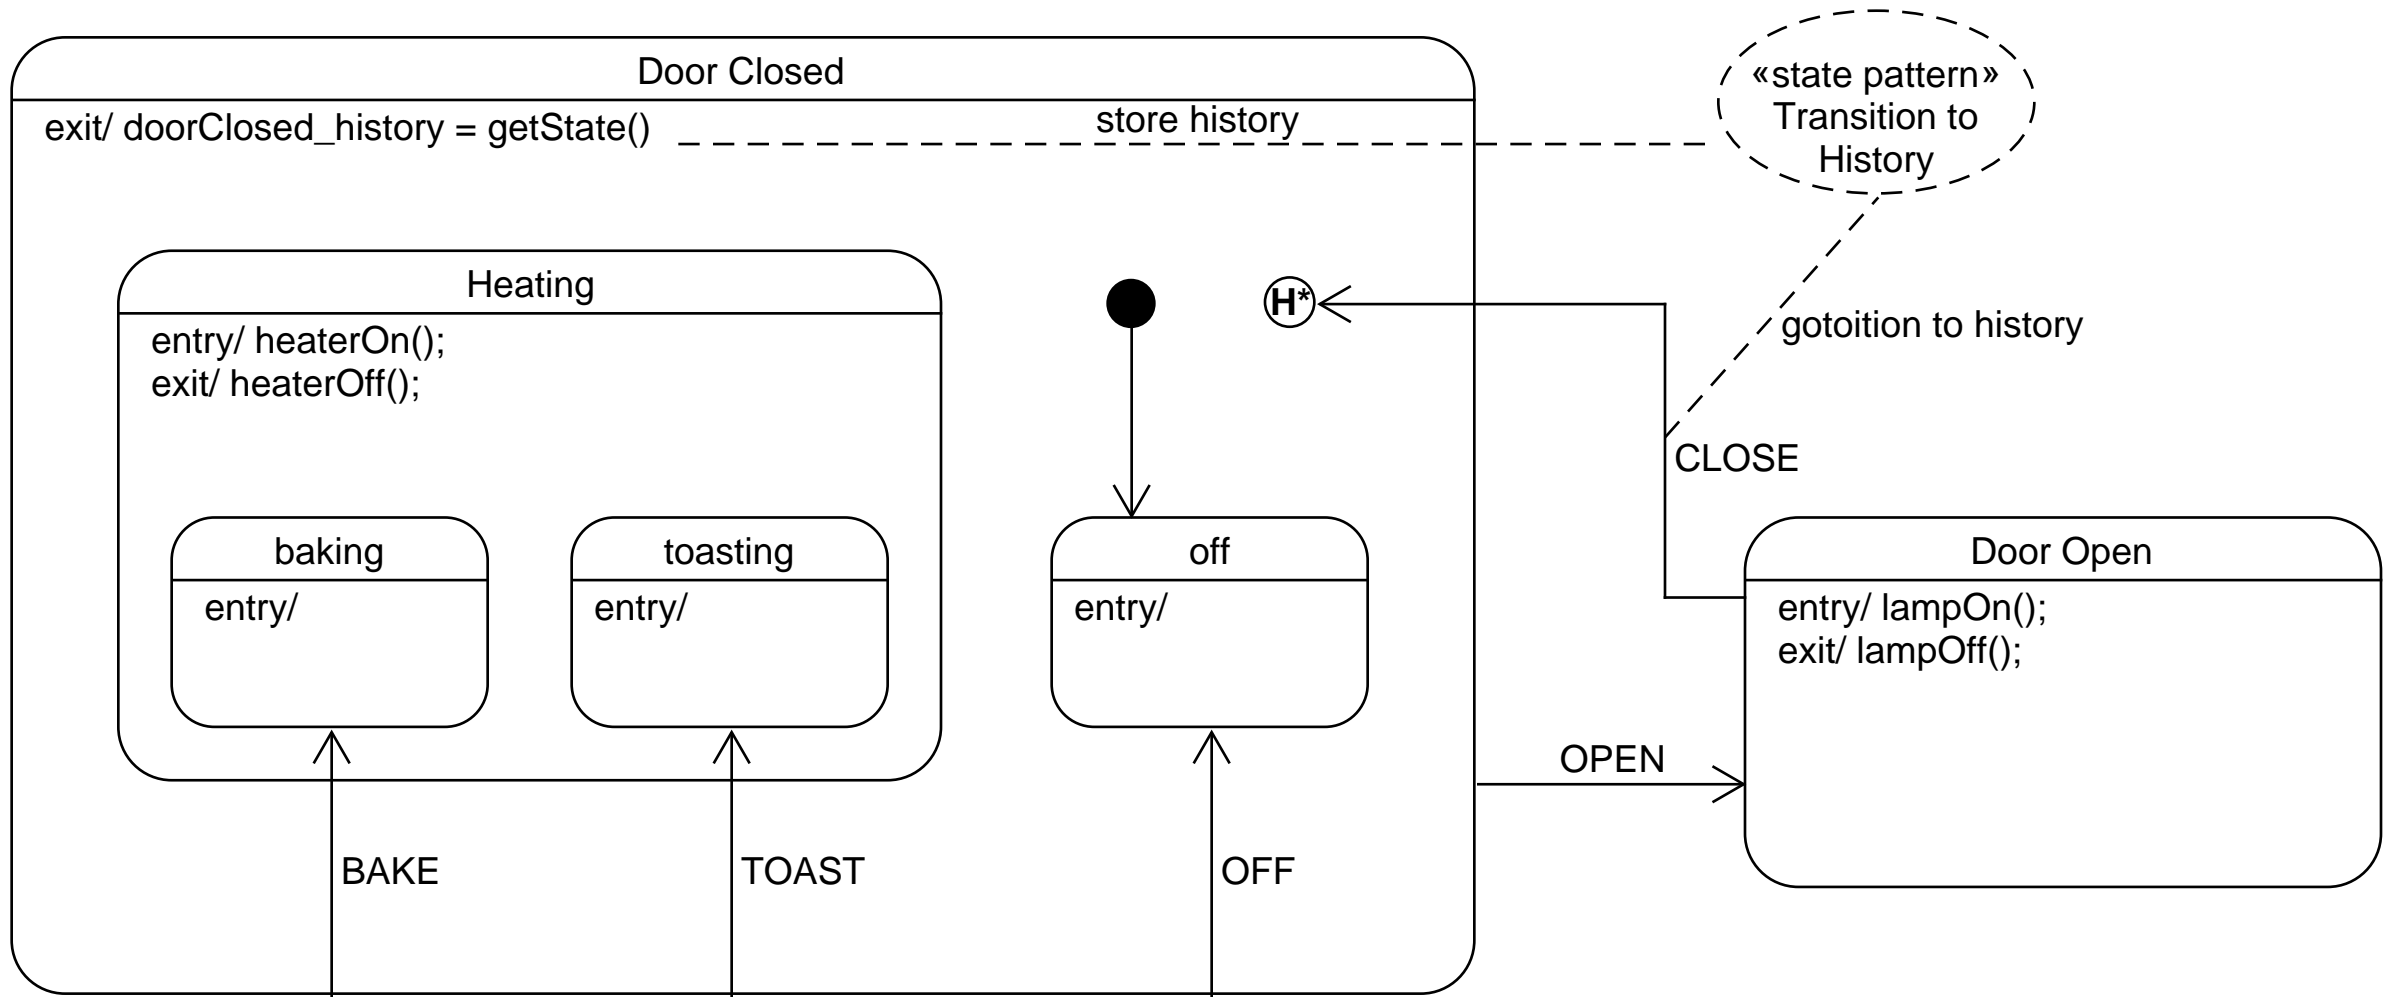 Door Closed
exit/ doorClosed_history = getState()
store history
«state pattern»
Transition to
History
Heating
entry/ heaterOn();
exit/ heaterOff();
H*
gotoition to history
CLOSE
baking
entry/
toasting
entry/
off
entry/
Door Open
entry/ lampOn();
exit/ lampOff();
OPEN
BAKE
TOAST
OFF